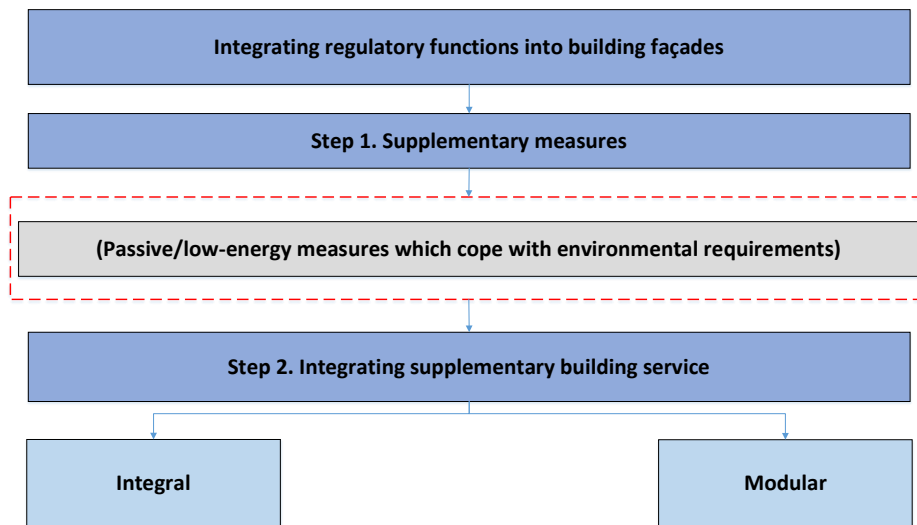 Integrating regulatory functions into building façades
Step 1. Supplementary measures
(Passive/low-energy measures which cope with environmental requirements)
Step 2. Integrating supplementary building service
Integral
Modular